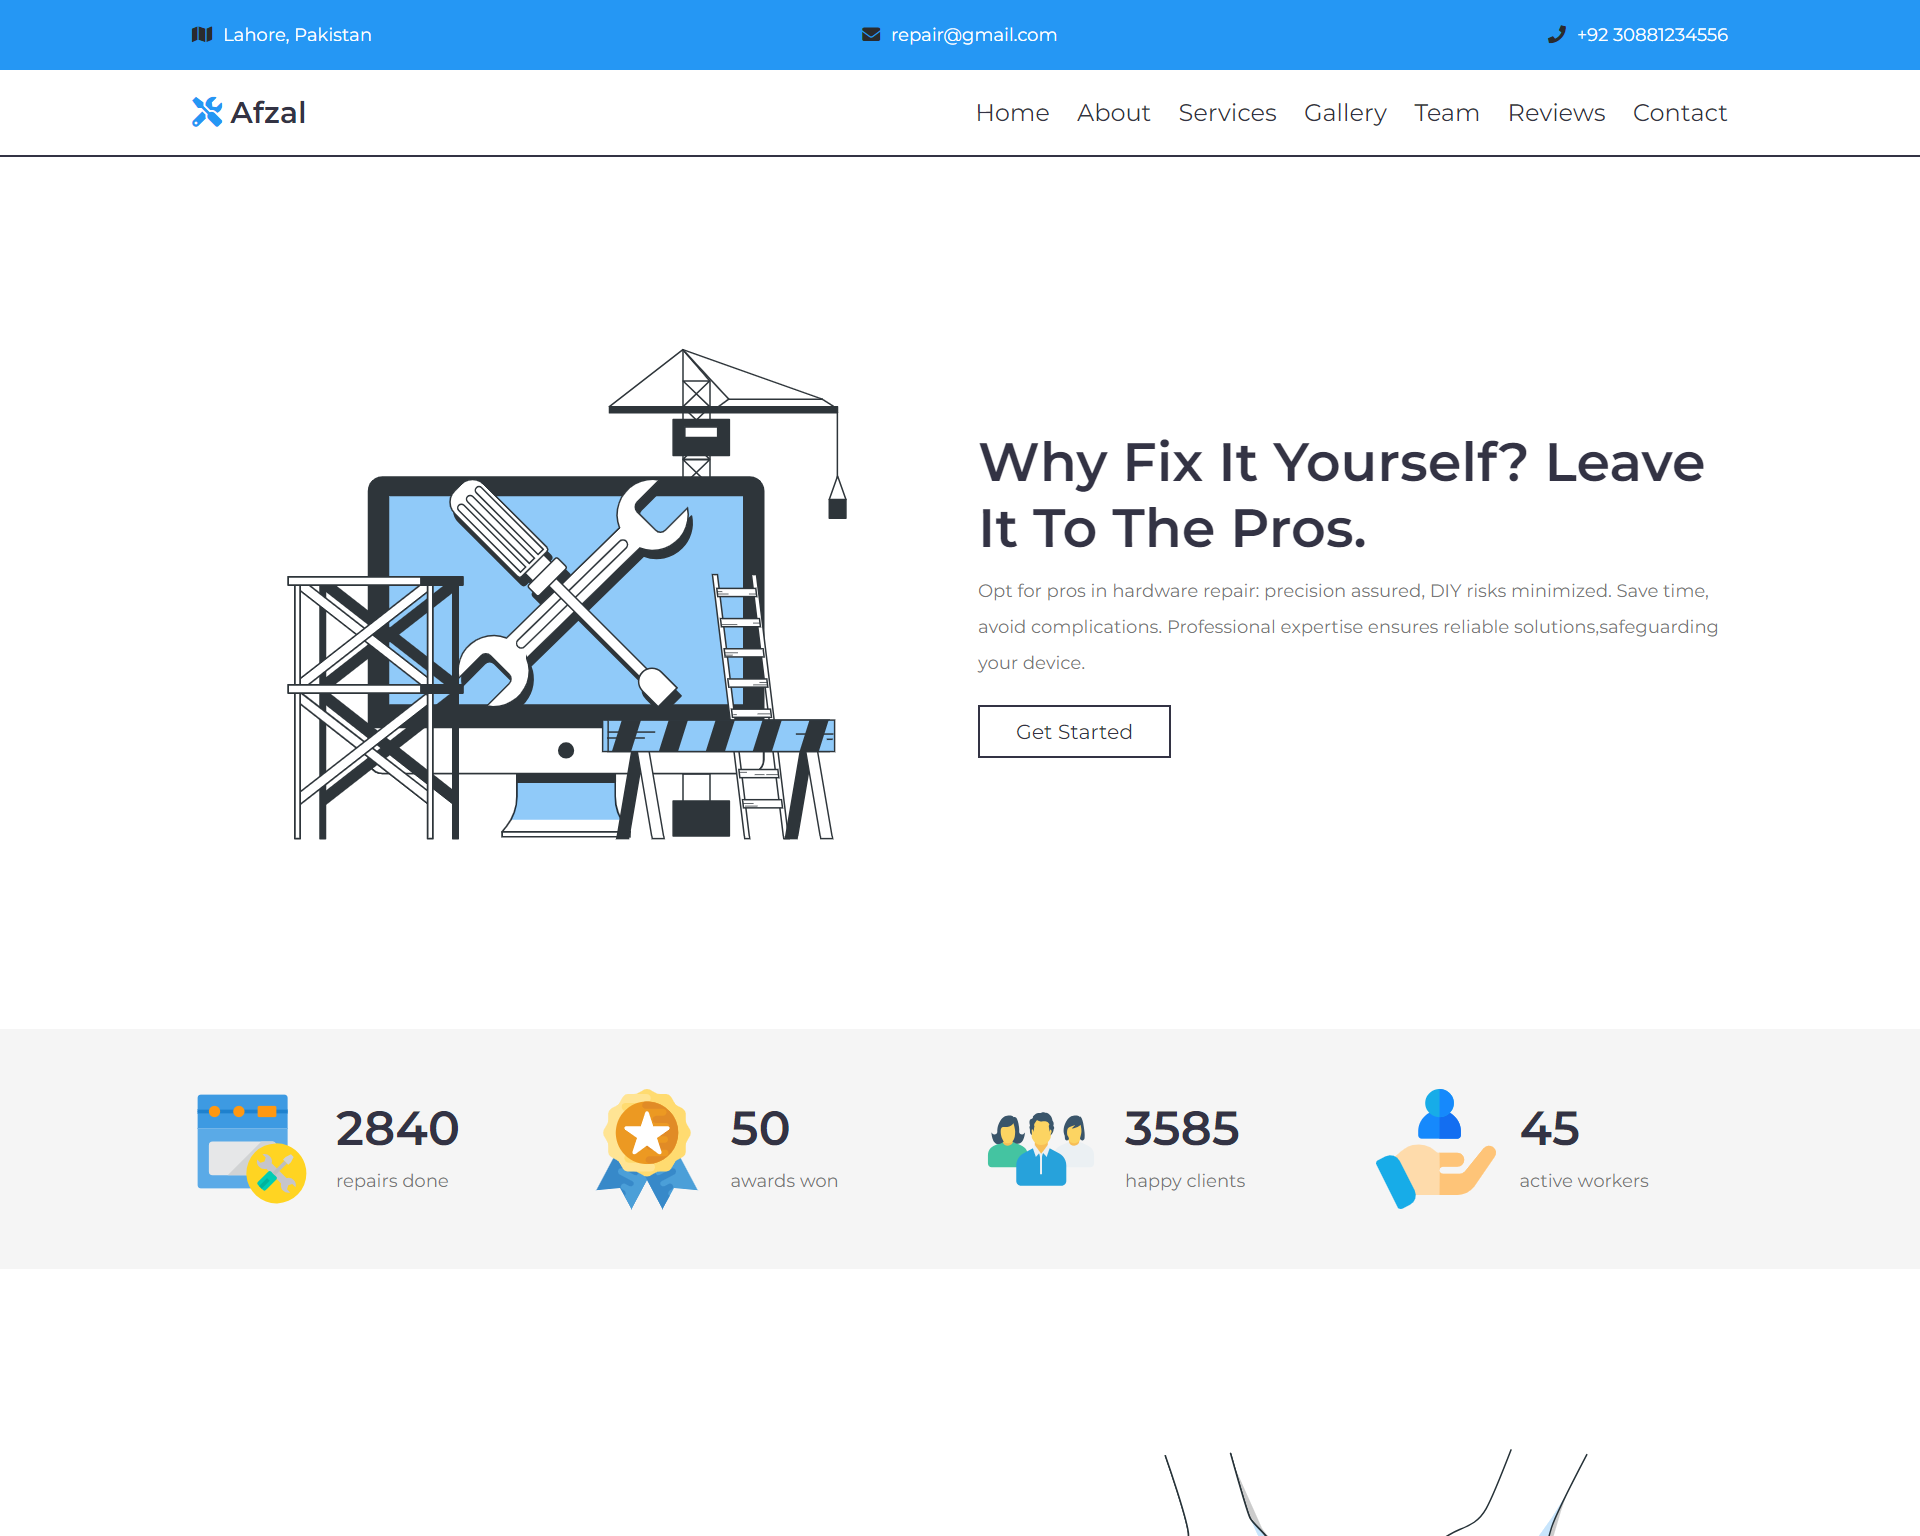 Lahore, Pakistan
repair@gmail.com
+92 30881234556
Afzal
Home About Services Gallery Team Reviews Contact
Why Fix It Yourself? Leave
It To The Pros.
Opt for pros in hardware repair: precision assured, DIY risks minimized. Save time,
avoid complications. Professional expertise ensures reliable solutions,safeguarding
your device.
Get Started
2840
repairs done
50
awards won
3585
happy clients
45
active workers